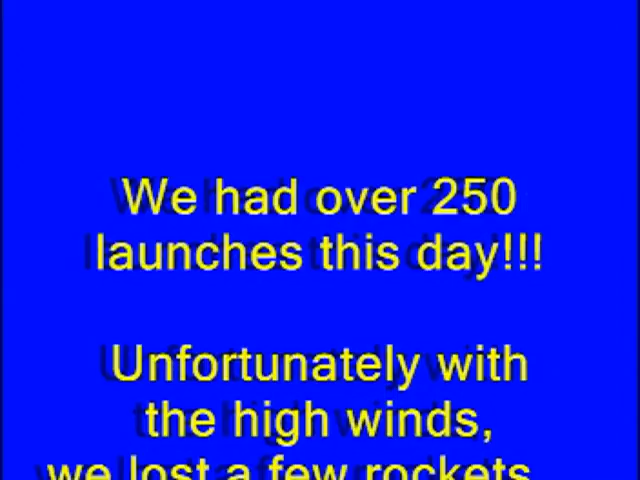 We had over 250
launches this day!!!
Unfortunately with
the high winds,
we lost a few rockets